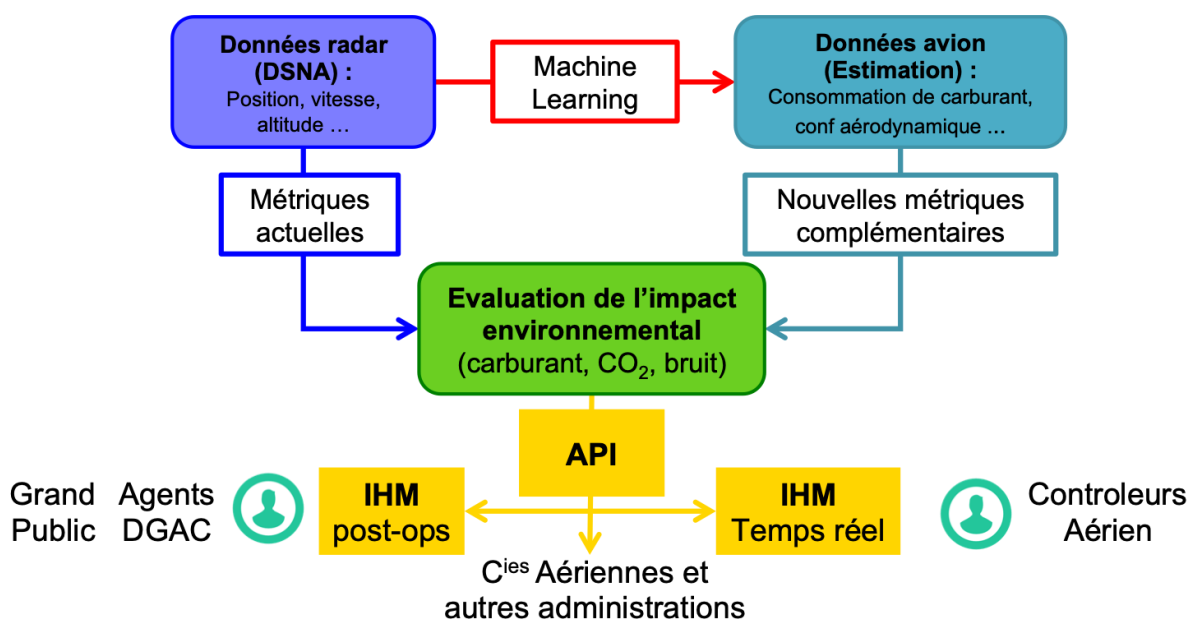 Données radar
(DSNA) :
Position, vitesse,
altitude ...
Machine
Learning
Données avion
(Estimation) :
Consommation de carburant,
conf aérodynamique ...
Métriques
actuelles
Nouvelles métriques
complémentaires
Evaluation de l’impact
environnemental
(carburant, CO₂, bruit)
API
Grand
Public
Agents
DGAC
IHM
post-ops
IHM
Temps réel
Controleurs
Aérien
Cⁱᵉˢ Aériennes et
autres administrations